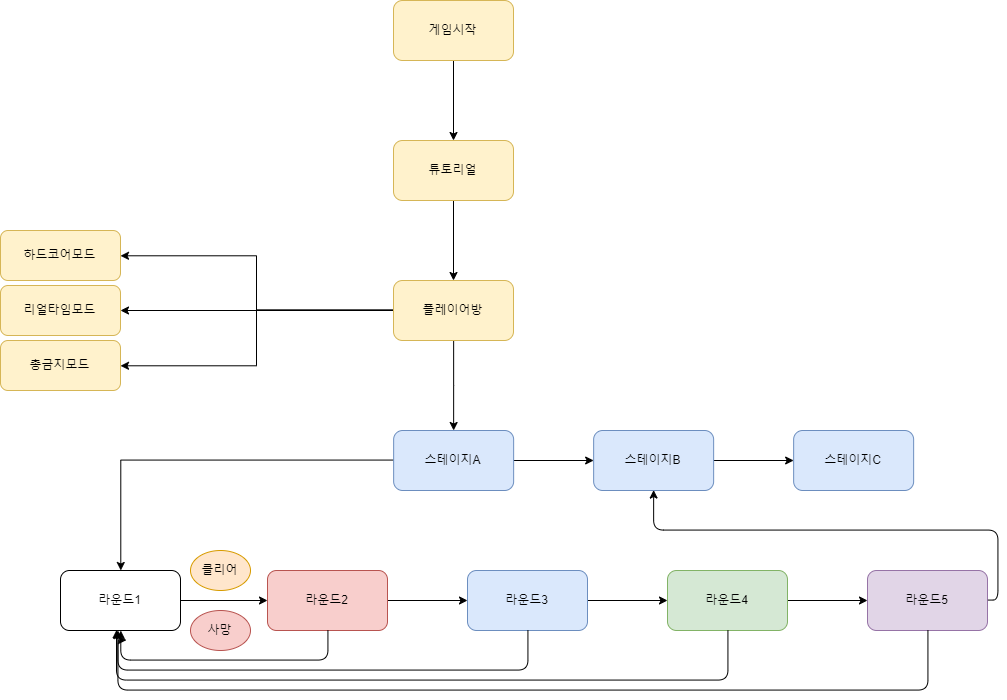 게임시작
튜토리얼
하드코어모드
리얼타임모드
플레이어방
총금지모드
스테이지A
스테이지B
스테이지C
클리어
라운드1
라운드2
라운드3
라운드4
라운드5
사망